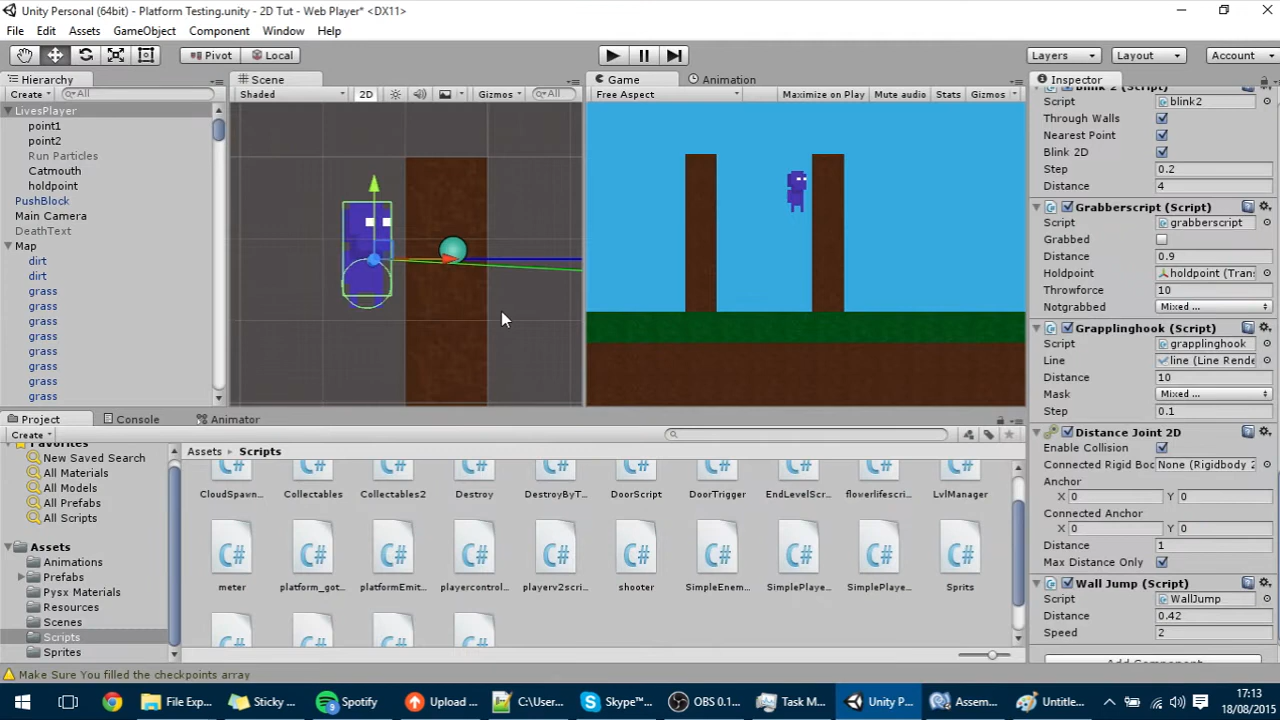 Unity Personal (64bit) - Platform Testing.unity - 2D Tut - Web Player* <DX11>
File Edit Assets GameObject Component Window Help
Pivot Local Layers Layout Account
Hierarchy
Create All
LivesPlayer
point1
point2
Run Particles
Catmouth
holdpoint
PushBlock
Main Camera
DeathText
Map
dirt
dirt
grass
grass
grass
grass
grass
grass
grass
Scene
Shaded 2D Gizmos All
Game Animation
Free Aspect Maximize on Play Mute audio Stats Gizmos
Inspector
Blink 2 (Script)
Script blink2
Through Walls
Nearest Point
Blink 2D
Step 0.2
Distance 4
Grabberscript (Script)
Script grabberscript
Grabbed
Distance 0.9
Holdpoint holdpoint (Tran:
Throwforce 10
Notgrabbed Mixed ...
Grapplinghook (Script)
Script grapplinghook
Line line (Line Rende
Distance 10
Mask Mixed ...
Step 0.1
Distance Joint 2D
Enable Collision
Connected Rigid Boc None (Rigidbody 2
Anchor
X 0 Y 0
Connected Anchor
X 0 Y 0
Distance 1
Max Distance Only
Wall Jump (Script)
Script WallJump
Distance 0.42
Speed 2
Add Component
Project Console Animator
Create
Favorites
New Saved Search
All Materials
All Models
All Prefabs
All Scripts
Assets
Animations
Prefabs
Pysx Materials
Resources
Scenes
Scripts
Sprites
Assets Scripts
CloudSpawn... Collectables Collectables2 Destroy DestroyByT... DoorScript DoorTrigger EndLevelScr... floverlifescri... LvlManager
meter platform_got... platformEmit... playercontrol... playerv2scri... shooter SimpleEnem... SimplePlaye... SimplePlaye... Sprits
Make Sure You filled the checkpoints array
File Exp... Sticky ... Spotify Upload ... C:\User... Skype™... OBS 0.1... Task M... Unity P... Assem... Untitle...
17:13
18/08/2015